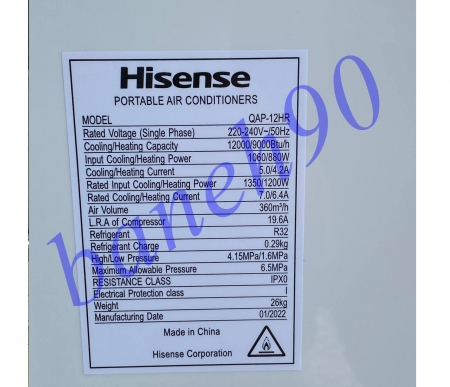 Hisense
PORTABLE AIR CONDITIONERS
MODEL QAP-12HR
Rated Voltage (Single Phase) 220-240V~/50Hz
Cooling/Heating Capacity 12000/9000Btu/h
Input Cooling/Heating Power 1060/880W
Cooling/Heating Current 5.0/4.2A
Rated Input Cooling/Heating Power 1350/1200W
Rated Cooling/Heating Current 7.0/6.4A
Air Volume 360m³/h
L.R.A of Compressor 19.6A
Refrigerant R32
Refrigerant Charge 0.29kg
High/Low Pressure 4.15MPa/1.6MPa
Maximum Allowable Pressure 6.5MPa
RESISTANCE CLASS IPX0
Electrical Protection class I
Weight 26kg
Manufacturing Date 01/2022
Made in China
Hisense Corporation
baneh90